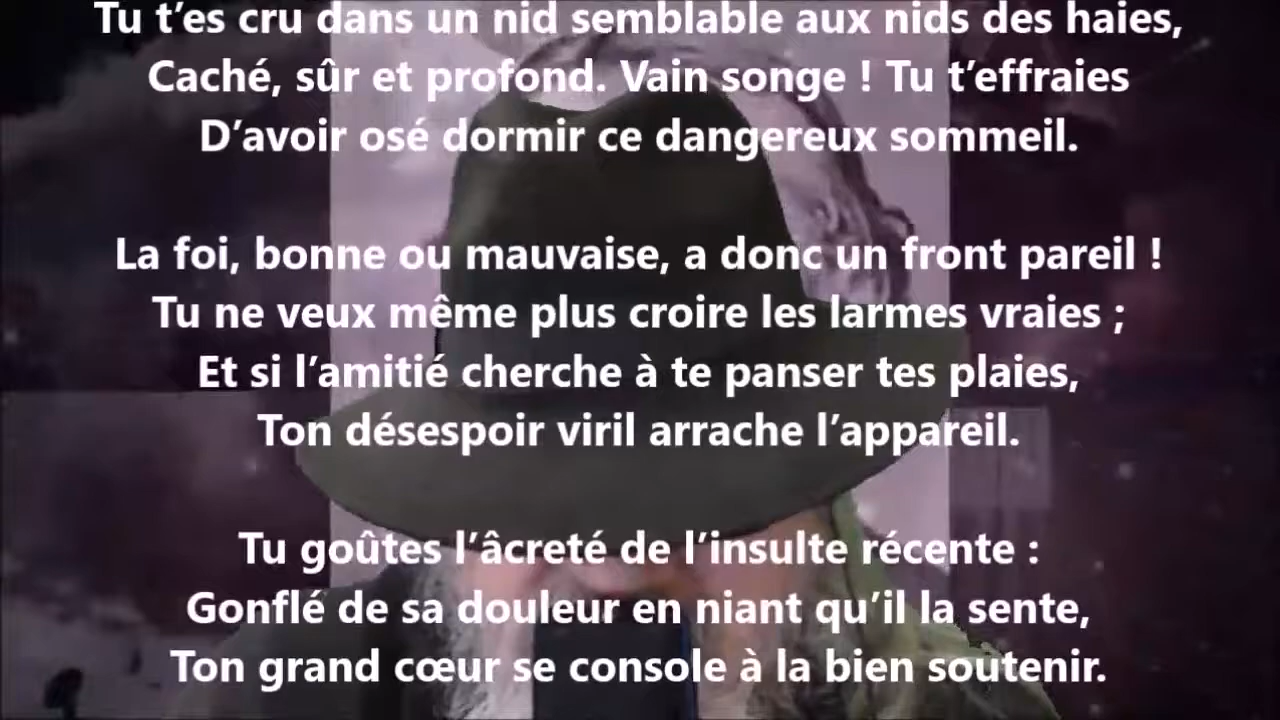 Tu t’es cru dans un nid semblable aux nids des haies,
Caché, sûr et profond. Vain songe ! Tu t’effraies
D’avoir osé dormir ce dangereux sommeil.
La foi, bonne ou mauvaise, a donc un front pareil !
Tu ne veux même plus croire les larmes vraies ;
Et si l’amitié cherche à te panser tes plaies,
Ton désespoir viril arrache l’appareil.
Tu goûtes l’âcreté de l’insulte récente :
Gonflé de sa douleur en niant qu’il la sente,
Ton grand cœur se console à la bien soutenir.